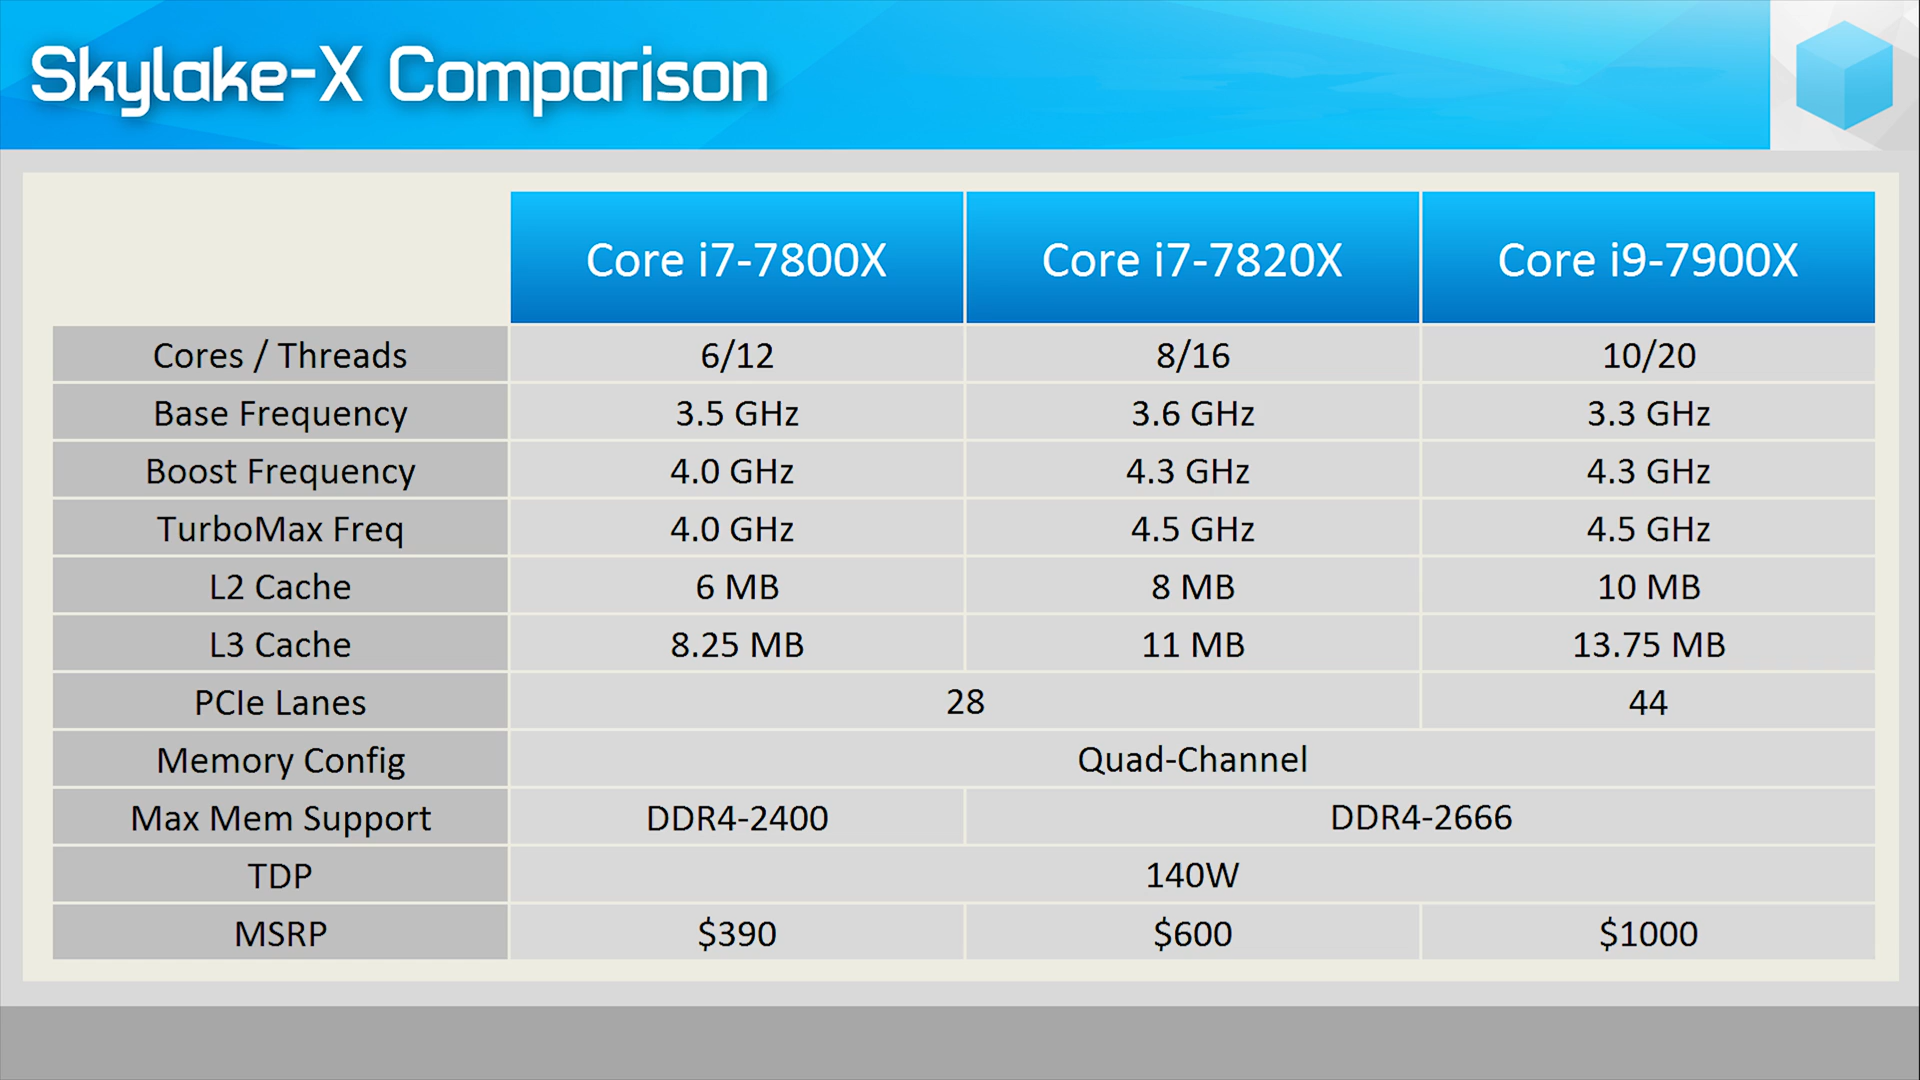 Skylake-X Comparison
Core i7-7800X Core i7-7820X Core i9-7900X
Cores / Threads 6/12 8/16 10/20
Base Frequency 3.5 GHz 3.6 GHz 3.3 GHz
Boost Frequency 4.0 GHz 4.3 GHz 4.3 GHz
TurboMax Freq 4.0 GHz 4.5 GHz 4.5 GHz
L2 Cache 6 MB 8 MB 10 MB
L3 Cache 8.25 MB 11 MB 13.75 MB
PCIe Lanes 28 44
Memory Config Quad-Channel
Max Mem Support DDR4-2400 DDR4-2666
TDP 140W
MSRP $390 $600 $1000